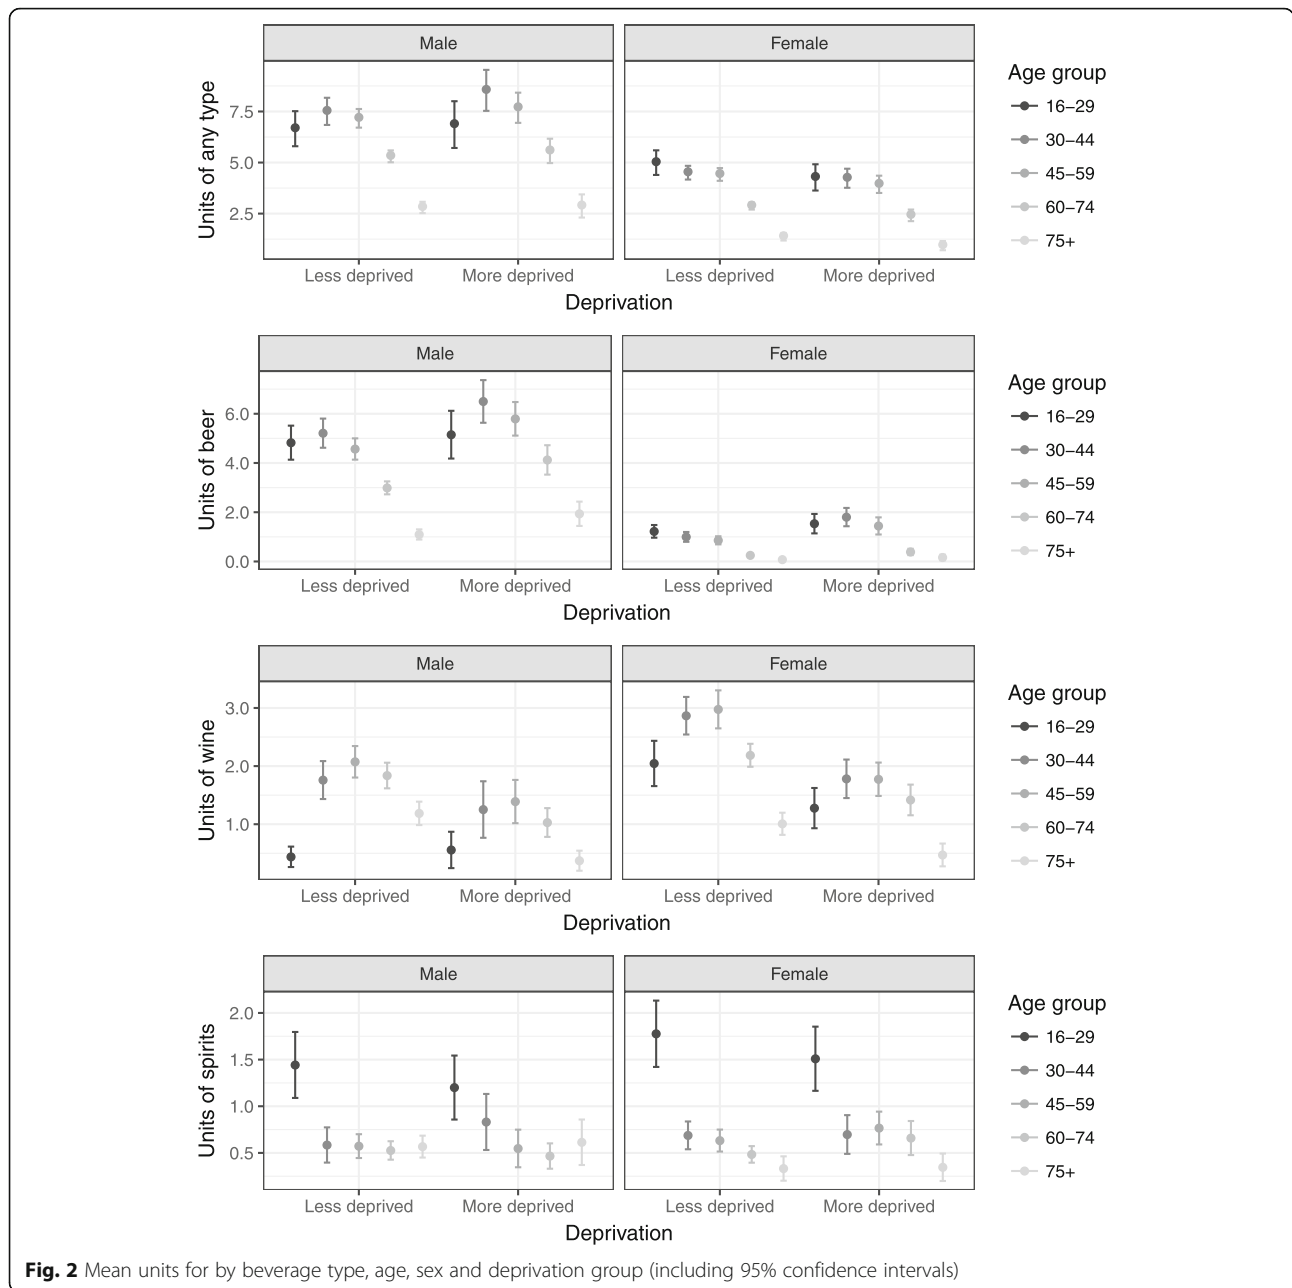 Male Female
Age group
16–29
30–44
45–59
60–74
75+
Units of any type
7.5
5.0
2.5
Less deprived More deprived Less deprived More deprived
Deprivation
Male Female
Age group
16–29
30–44
45–59
60–74
75+
Units of beer
6.0
4.0
2.0
0.0
Less deprived More deprived Less deprived More deprived
Deprivation
Male Female
Age group
16–29
30–44
45–59
60–74
75+
Units of wine
3.0
2.0
1.0
Less deprived More deprived Less deprived More deprived
Deprivation
Male Female
Age group
16–29
30–44
45–59
60–74
75+
Units of spirits
2.0
1.5
1.0
0.5
Less deprived More deprived Less deprived More deprived
Deprivation
Fig. 2 Mean units for by beverage type, age, sex and deprivation group (including 95% confidence intervals)